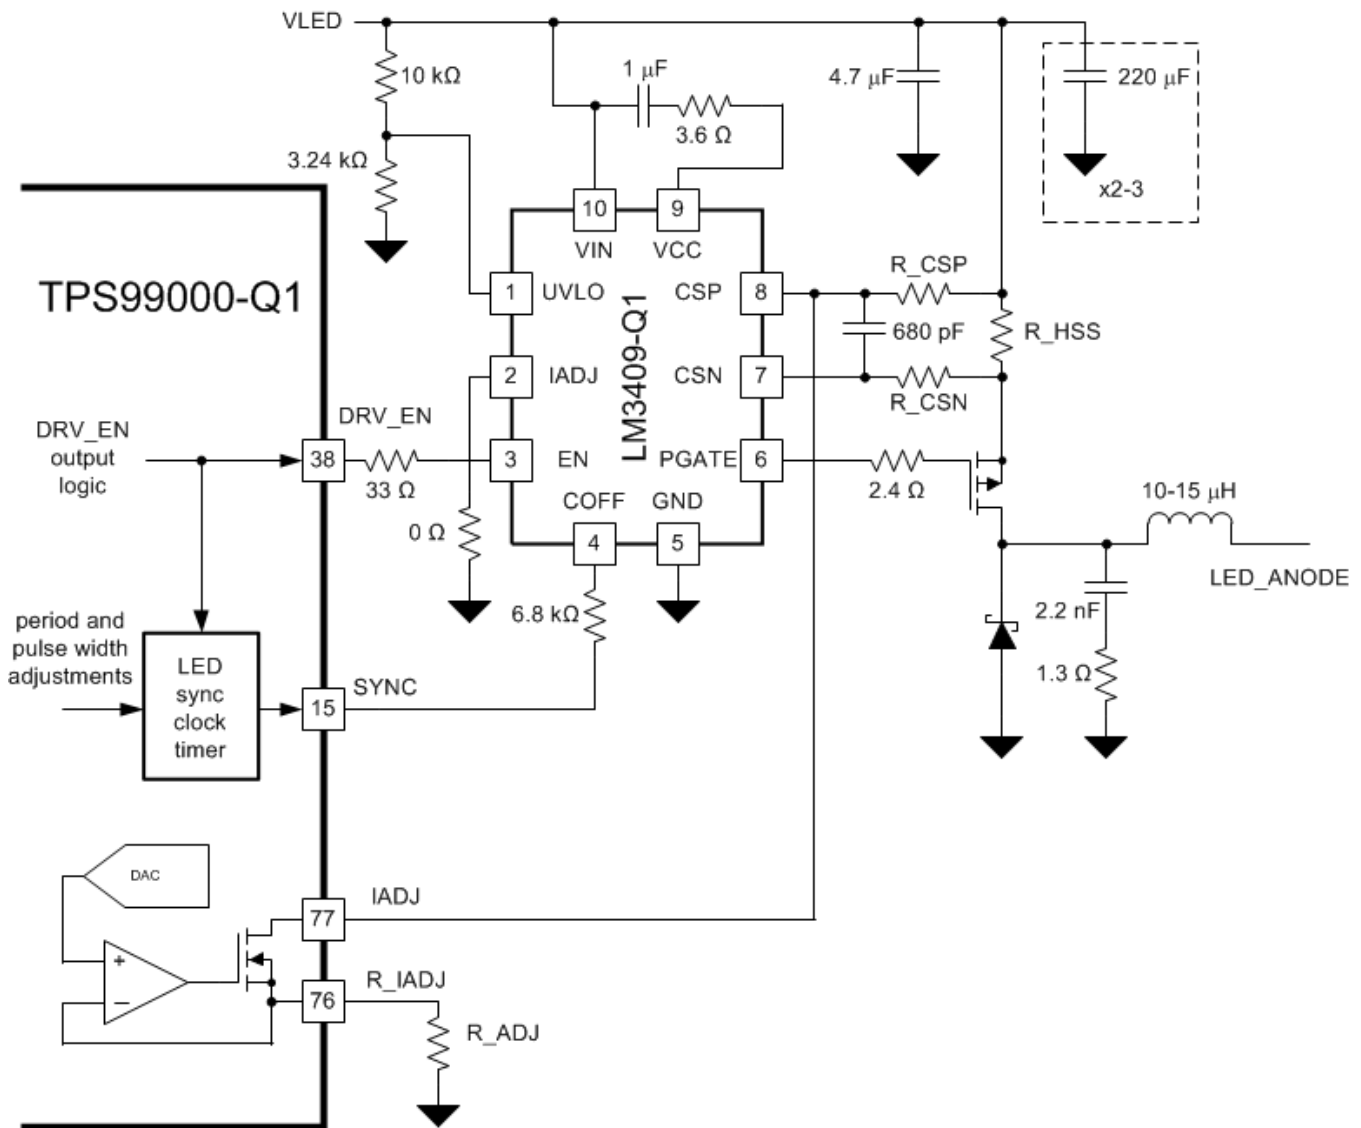 VLED
10 kΩ
3.24 kΩ
1 μF
3.6 Ω
4.7 μF
220 μF
x2-3
TPS99000-Q1
10
9
VIN
VCC
1
UVLO
CSP
8
R_CSP
680 pF
R_HSS
2
IADJ
CSN
7
R_CSN
LM3409-Q1
DRV_EN
output
logic
38
DRV_EN
33 Ω
3
EN
PGATE
6
2.4 Ω
0 Ω
COFF
GND
4
5
6.8 kΩ
10-15 μH
LED_ANODE
2.2 nF
1.3 Ω
period and
pulse width
adjustments
LED
sync
clock
timer
15
SYNC
DAC
+
−
77
IADJ
76
R_IADJ
R_ADJ